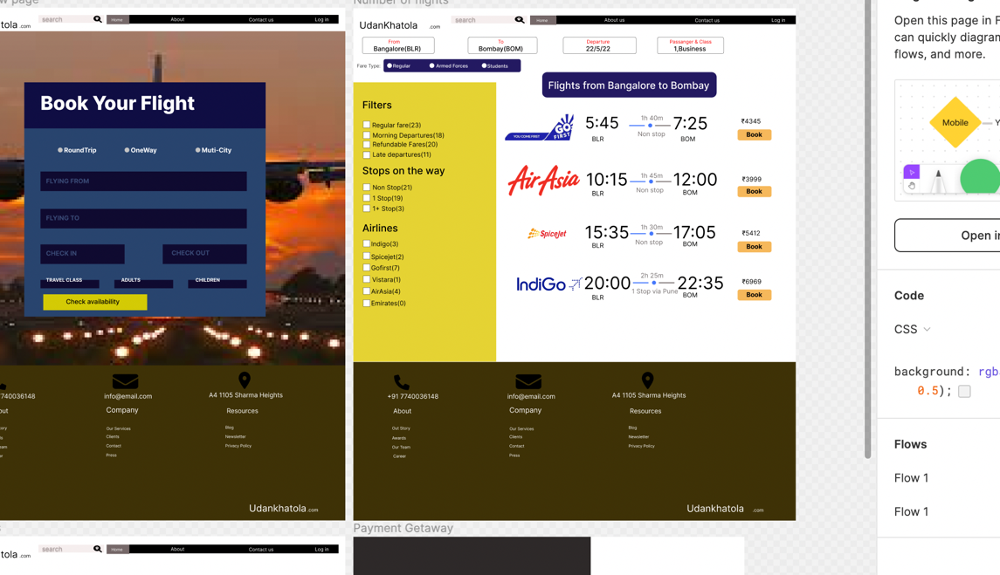 w page
tola .com
search
Home
About
Contact us
Log in
Book Your Flight
RoundTrip
OneWay
Muti-City
FLYING FROM
FLYING TO
CHECK IN
CHECK OUT
TRAVEL CLASS
ADULTS
CHILDREN
Check availability
7740036148
info@email.com
A4 1105 Sharma Heights
out
Company
Resources
ory
Our Services
Blog
Clients
Newsletter
am
Contact
Privacy Policy
er
Press
Udankhatola .com
Number of flights
UdanKhatola .com
search
Home
About us
Contact us
Log in
From
Bangalore(BLR)
To
Bombay(BOM)
Departure
22/5/22
Passenger & Class
1,Business
Fare Type:
Regular
Armed Forces
Students
Flights from Bangalore to Bombay
Filters
Regular fare(23)
Morning Departures(18)
Refundable Fares(20)
Late departures(11)
Stops on the way
Non Stop(21)
1 Stop(19)
1+ Stop(3)
Airlines
Indigo(3)
Spicejet(2)
Gofirst(7)
Vistara(1)
AirAsia(4)
Emirates(0)
YOU COME FIRST
GO FIRST
5:45
BLR
1h 40m
Non stop
7:25
BOM
₹4345
Book
AirAsia
10:15
BLR
1h 45m
Non stop
12:00
BOM
₹3999
Book
SpiceJet
15:35
BLR
1h 30m
Non stop
17:05
BOM
₹5412
Book
IndiGo
20:00
BLR
2h 25m
1 Stop via Pune
22:35
BOM
₹6969
Book
+91 7740036148
info@email.com
A4 1105 Sharma Heights
About
Company
Resources
Out Story
Our Services
Blog
Awards
Clients
Newsletter
Our Team
Contact
Privacy Policy
Career
Press
Udankhatola .com
tola .com
search
Home
About
Contact us
Log in
Payment Getaway
Open this page in F
can quickly diagram
flows, and more.
Mobile
Y
Open in
Code
CSS
background: rgb
0.5);
Flows
Flow 1
Flow 1